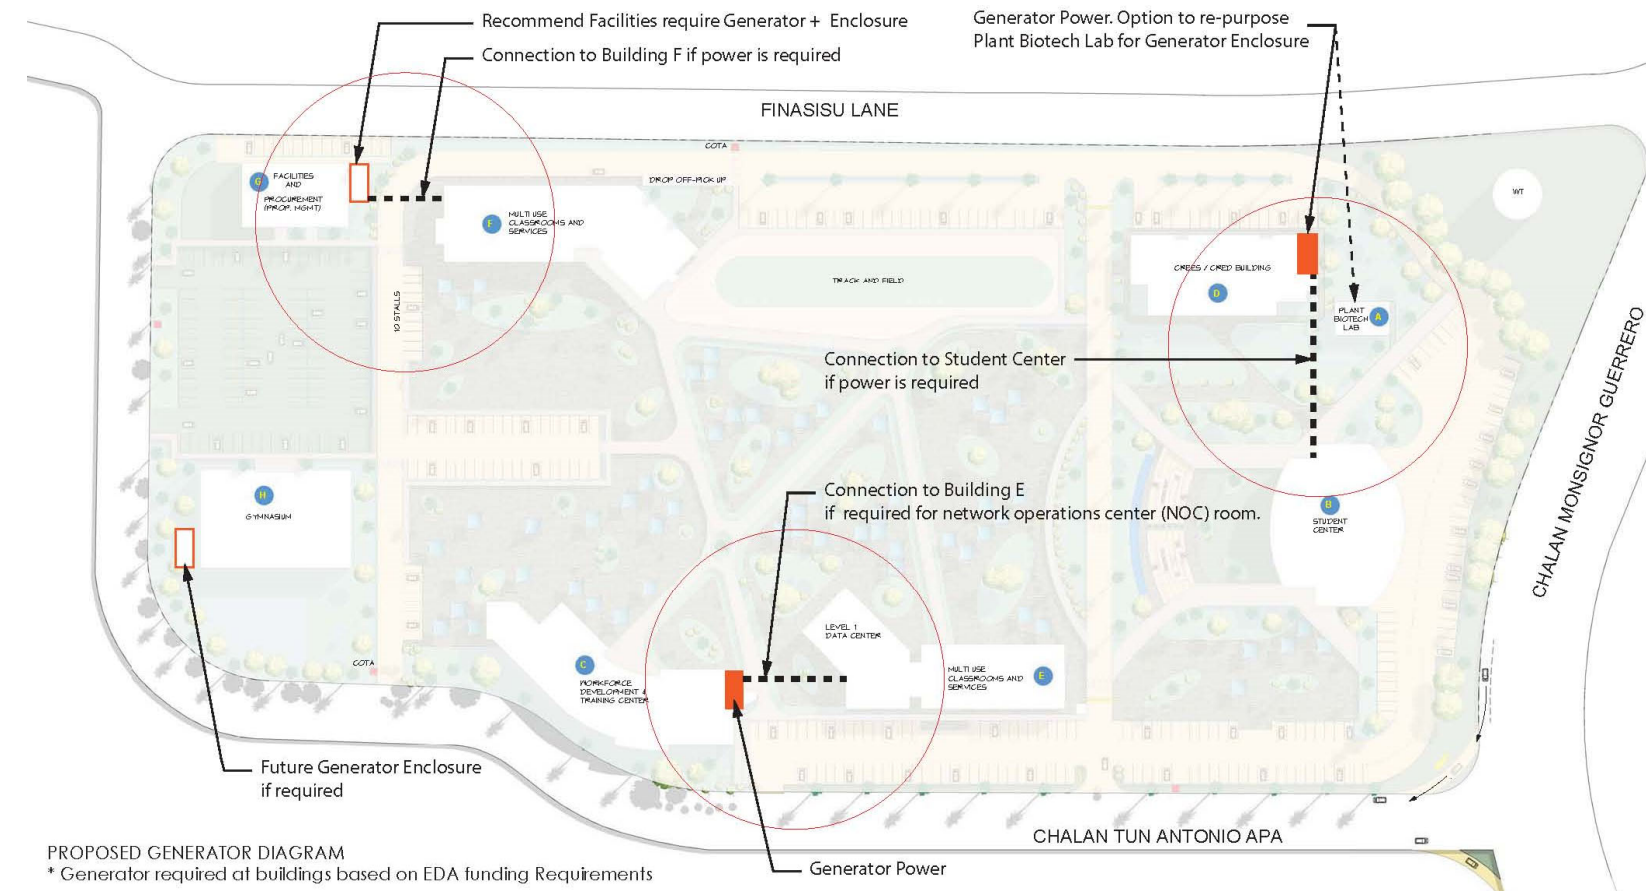 Recommend Facilities require Generator + Enclosure
Connection to Building F if power is required
Generator Power. Option to re-purpose
Plant Biotech Lab for Generator Enclosure
FINASISU LANE
COTA
DROP OFF-PICK UP
WT
G
FACILITIES
AND
PROCUREMENT
(PROP. MGMT)
F
MULTI USE
CLASSROOMS AND
SERVICES
TRACK AND FIELD
CREES / CRED BUILDING
D
PLANT
BIOTECH
LAB
A
10 STALLS
Connection to Student Center
if power is required
CHALAN MONSIGNOR GUERRERO
H
GYMNASIUM
Connection to Building E
if required for network operations center (NOC) room.
B
STUDENT
CENTER
LEVEL 1
DATA CENTER
COTA
C
WORKFORCE
DEVELOPMENT &
TRAINING CENTER
MULTI USE
CLASSROOMS AND
SERVICES
E
Future Generator Enclosure
if required
CHALAN TUN ANTONIO APA
Generator Power
PROPOSED GENERATOR DIAGRAM
* Generator required at buildings based on EDA funding Requirements